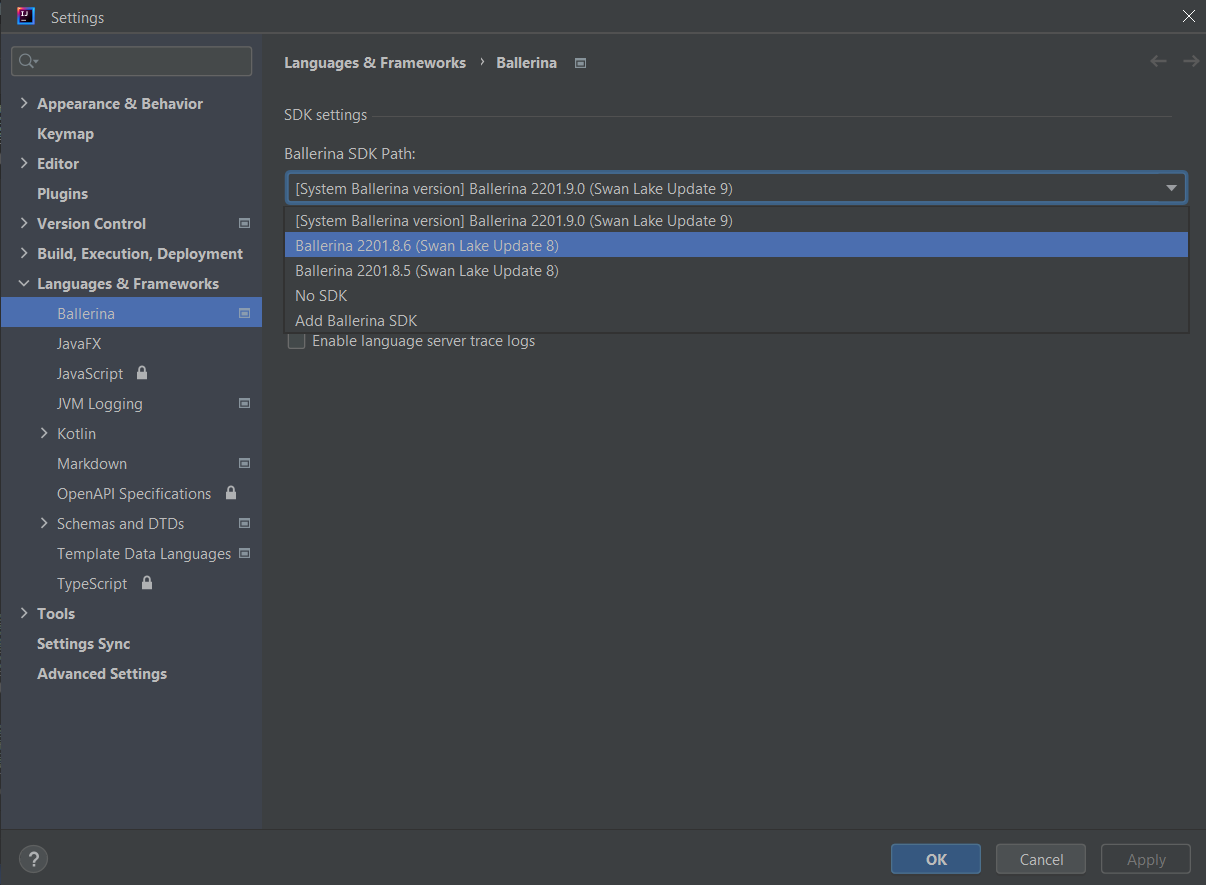 Settings
Languages & Frameworks › Ballerina
Appearance & Behavior
Keymap
Editor
Plugins
Version Control
Build, Execution, Deployment
Languages & Frameworks
Ballerina
JavaFX
JavaScript
JVM Logging
Kotlin
Markdown
OpenAPI Specifications
Schemas and DTDs
Template Data Languages
TypeScript
Tools
Settings Sync
Advanced Settings
SDK settings
Ballerina SDK Path:
[System Ballerina version] Ballerina 2201.9.0 (Swan Lake Update 9)
[System Ballerina version] Ballerina 2201.9.0 (Swan Lake Update 9)
Ballerina 2201.8.6 (Swan Lake Update 8)
Ballerina 2201.8.5 (Swan Lake Update 8)
No SDK
Add Ballerina SDK
Enable language server trace logs
? OK Cancel Apply